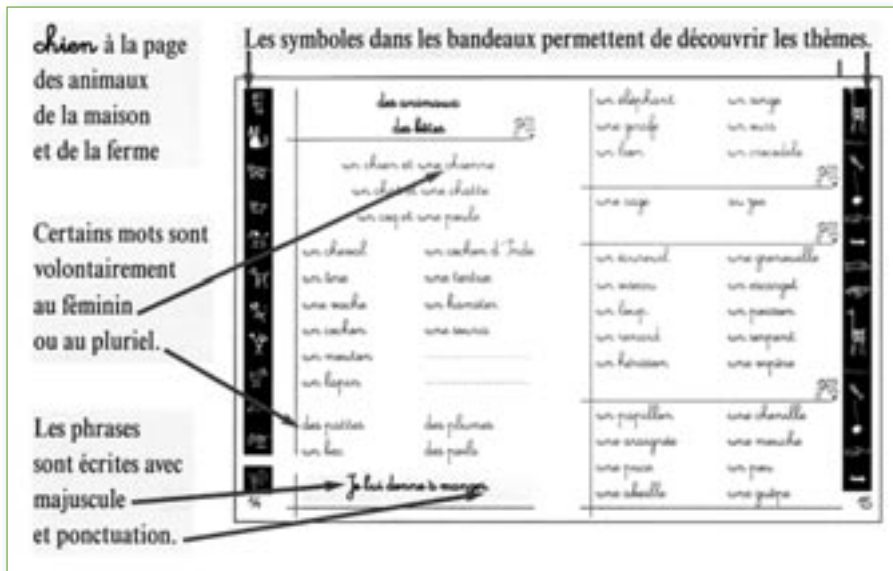 Les symboles dans les bandeaux permettent de découvrir les thèmes.
chien à la page
des animaux
de la maison
et de la ferme
Certains mots sont
volontairement
au féminin
ou au pluriel.
Les phrases
sont écrites avec
majuscule
et ponctuation.
des animaux
des bêtes
un chien et une chienne
un chat et une chatte
un coq et une poule
un cheval un cochon d'Inde
un âne une tortue
une vache un hamster
un cochon une souris
un mouton
un lapin
des pattes des plumes
un bec des poils
Je lui donne à manger.
14
un éléphant un singe
une girafe un ours
un lion un crocodile
une cage au zoo
un écureuil une grenouille
un oiseau un escargot
un loup un poisson
un renard un serpent
un hérisson une vipère
un papillon une chenille
une araignée une mouche
une puce un pou
une abeille une guêpe
15